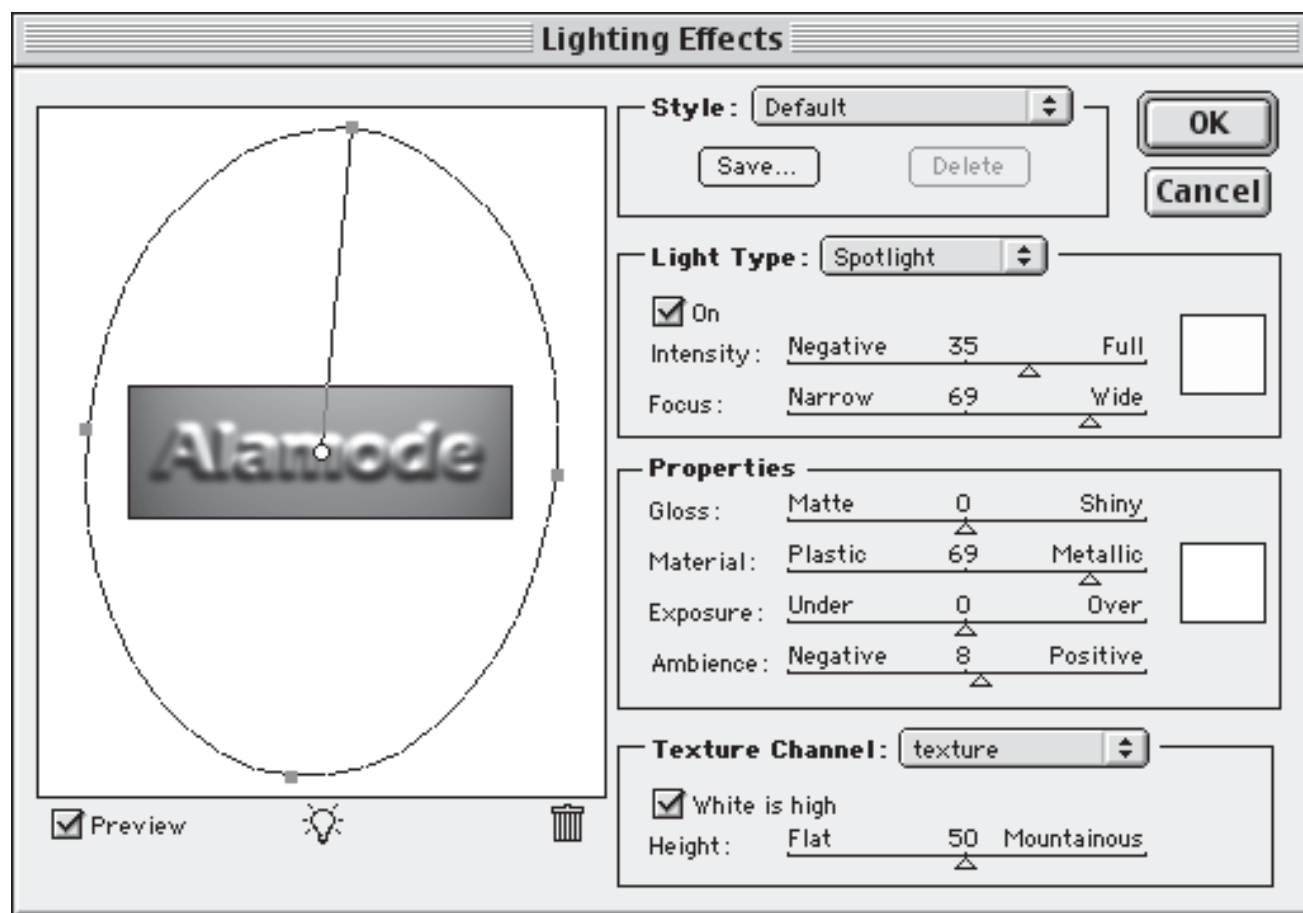 Lighting Effects
Style: Default
Save...
Delete
OK
Cancel
Light Type: Spotlight
On
Intensity: Negative 35 Full
Focus: Narrow 69 Wide
Properties
Gloss: Matte 0 Shiny
Material: Plastic 69 Metallic
Exposure: Under 0 Over
Ambience: Negative 8 Positive
Texture Channel: texture
White is high
Height: Flat 50 Mountainous
Alamode
Preview